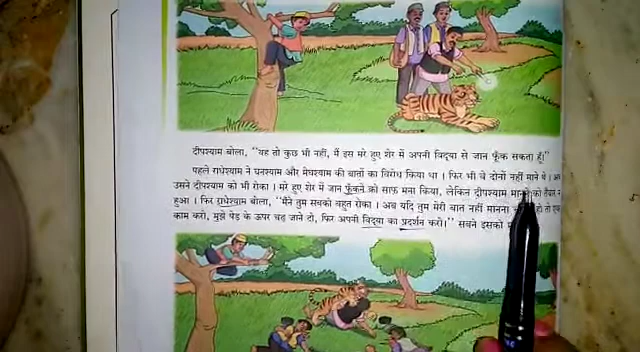 दीपश्याम बोला, "यह तो कुछ भी नहीं, मैं इस मरे हुए शेर में अपनी विद्या से जान फूँक सकता हूँ।"
पहले राधेश्याम ने घनश्याम और मेघश्याम की बातों का विरोध किया था । फिर भी वे दोनों नहीं माने थे।
उसने दीपश्याम को भी रोका । मरे हुए शेर में जान फूँकने को साफ़ मना किया, लेकिन दीपश्याम मानने को तैयार न
हुआ । फिर राधेश्याम बोला, "मैंने तुम सबको बहुत रोका । अब यदि तुम मेरी बात नहीं मानना हो तो
काम करो, मुझे पेड़ के ऊपर चढ़ जाने दो, फिर अपनी विद्या का प्रदर्शन करो।" सबने इसको